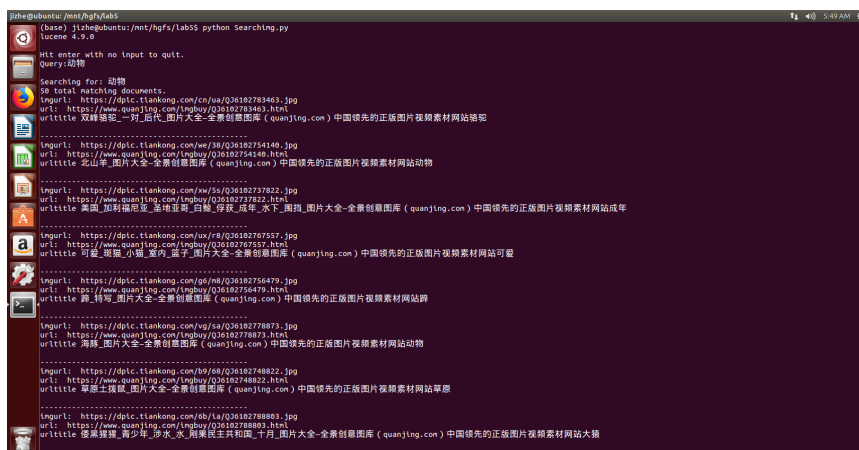 jizhe@ubuntu: /mnt/hgfs/lab5
5:49 AM
(base) jizhe@ubuntu:/mnt/hgfs/lab5$ python Searchimg.py
lucene 4.9.0
Hit enter with no input to quit.
Query:动物
Searching for: 动物
50 total matching documents.
imgurl: https://dpic.tiankong.com/cn/ua/QJ6102783463.jpg
url: https://www.quanjing.com/imgbuy/QJ6102783463.html
urltitle 双峰骆驼_一对_后代_图片大全-全景创意图库（quanjing.com）中国领先的正版图片视频素材网站骆驼
---------------------------------------------
imgurl: https://dpic.tiankong.com/we/38/QJ6102754140.jpg
url: https://www.quanjing.com/imgbuy/QJ6102754140.html
urltitle 北山羊_图片大全-全景创意图库（quanjing.com）中国领先的正版图片视频素材网站动物
---------------------------------------------
imgurl: https://dpic.tiankong.com/xw/5s/QJ6102737822.jpg
url: https://www.quanjing.com/imgbuy/QJ6102737822.html
urltitle 美国_加利福尼亚_圣地亚哥_白鲸_俘获_成年_水下_围挡_图片大全-全景创意图库（quanjing.com）中国领先的正版图片视频素材网站成年
---------------------------------------------
imgurl: https://dpic.tiankong.com/ux/r8/QJ6102767557.jpg
url: https://www.quanjing.com/imgbuy/QJ6102767557.html
urltitle 可爱_斑猫_小猫_室内_篮子_图片大全-全景创意图库（quanjing.com）中国领先的正版图片视频素材网站可爱
---------------------------------------------
imgurl: https://dpic.tiankong.com/g6/m8/QJ6102756479.jpg
url: https://www.quanjing.com/imgbuy/QJ6102756479.html
urltitle 蹄_特写_图片大全-全景创意图库（quanjing.com）中国领先的正版图片视频素材网站蹄
---------------------------------------------
imgurl: https://dpic.tiankong.com/vg/sa/QJ6102778873.jpg
url: https://www.quanjing.com/imgbuy/QJ6102778873.html
urltitle 海豚_图片大全-全景创意图库（quanjing.com）中国领先的正版图片视频素材网站动物
---------------------------------------------
imgurl: https://dpic.tiankong.com/b9/68/QJ6102748822.jpg
url: https://www.quanjing.com/imgbuy/QJ6102748822.html
urltitle 草原土拨鼠_图片大全-全景创意图库（quanjing.com）中国领先的正版图片视频素材网站草原
---------------------------------------------
imgurl: https://dpic.tiankong.com/6b/ia/QJ6102788803.jpg
url: https://www.quanjing.com/imgbuy/QJ6102788803.html
urltitle 倭黑猩猩_青少年_涉水_水_刚果民主共和国_十月_图片大全-全景创意图库（quanjing.com）中国领先的正版图片视频素材网站大猿